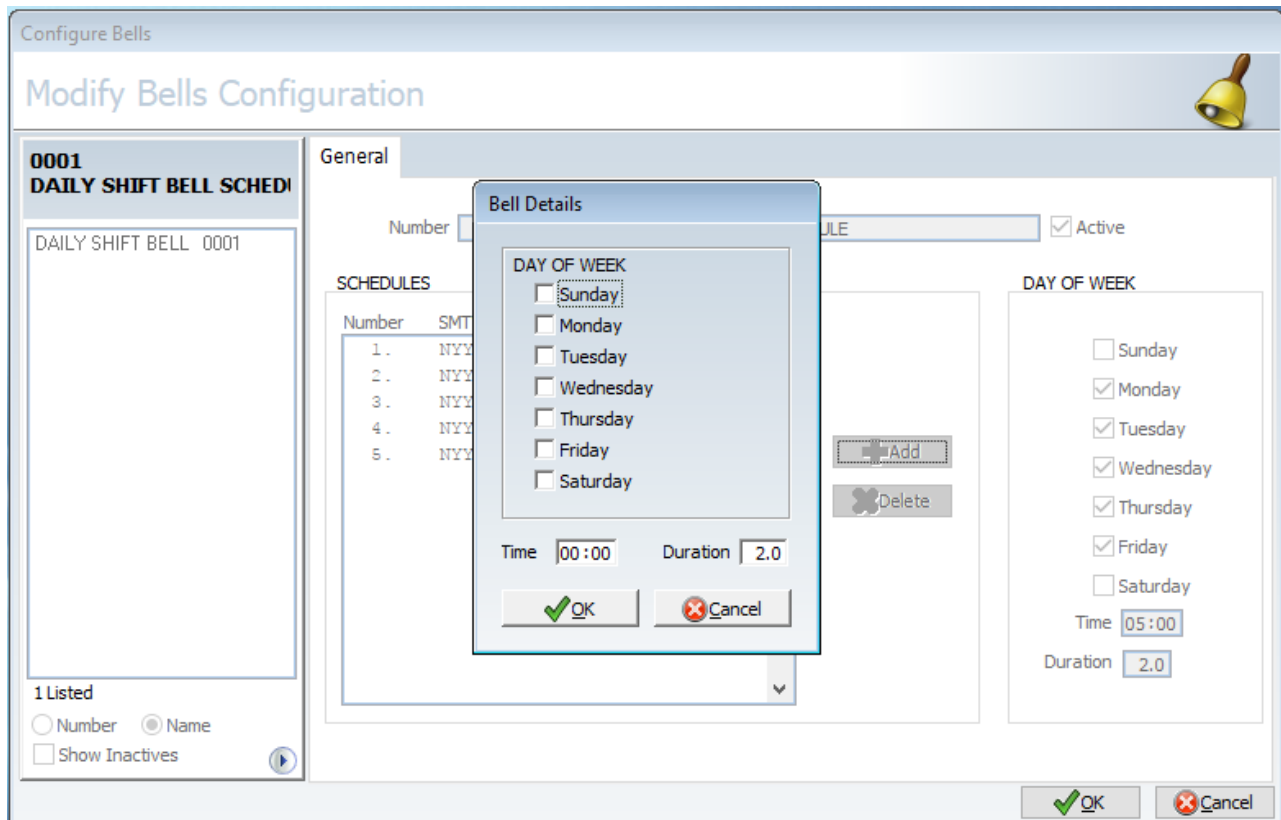 Configure Bells
Modify Bells Configuration
0001
DAILY SHIFT BELL SCHEDU
DAILY SHIFT BELL 0001
1 Listed
Number Name
Show Inactives
General
Number ULE Active
SCHEDULES
Number SMT
1. NYY
2. NYY
3. NYY
4. NYY
5. NYY
Add
Delete
Bell Details
DAY OF WEEK
Sunday
Monday
Tuesday
Wednesday
Thursday
Friday
Saturday
Time 00:00 Duration 2.0
OK Cancel
DAY OF WEEK
Sunday
Monday
Tuesday
Wednesday
Thursday
Friday
Saturday
Time 05:00
Duration 2.0
OK Cancel